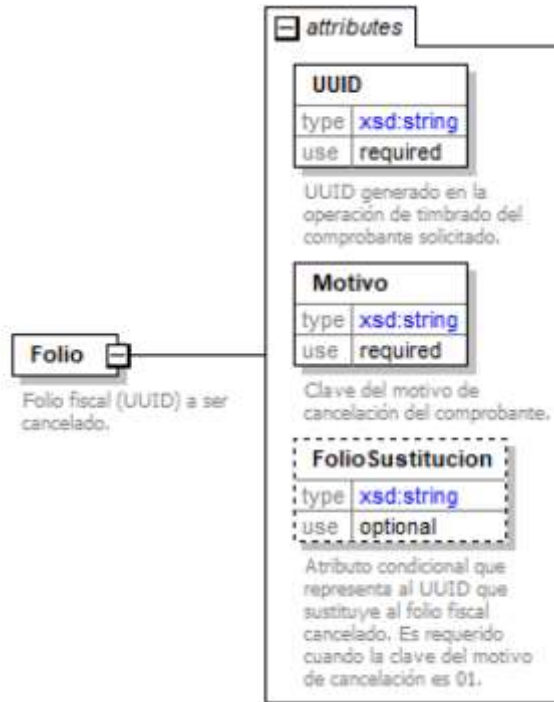 attributes
UUID
type xsd:string
use required
UUID generado en la
operación de timbrado del
comprobante solicitado.
Motivo
type xsd:string
use required
Clave del motivo de
cancelación del comprobante.
Folio
Folio fiscal (UUID) a ser
cancelado.
FolioSustitucion
type xsd:string
use optional
Atributo condicional que
representa al UUID que
sustituye al folio fiscal
cancelado. Es requerido
cuando la clave del motivo
de cancelación es 01.